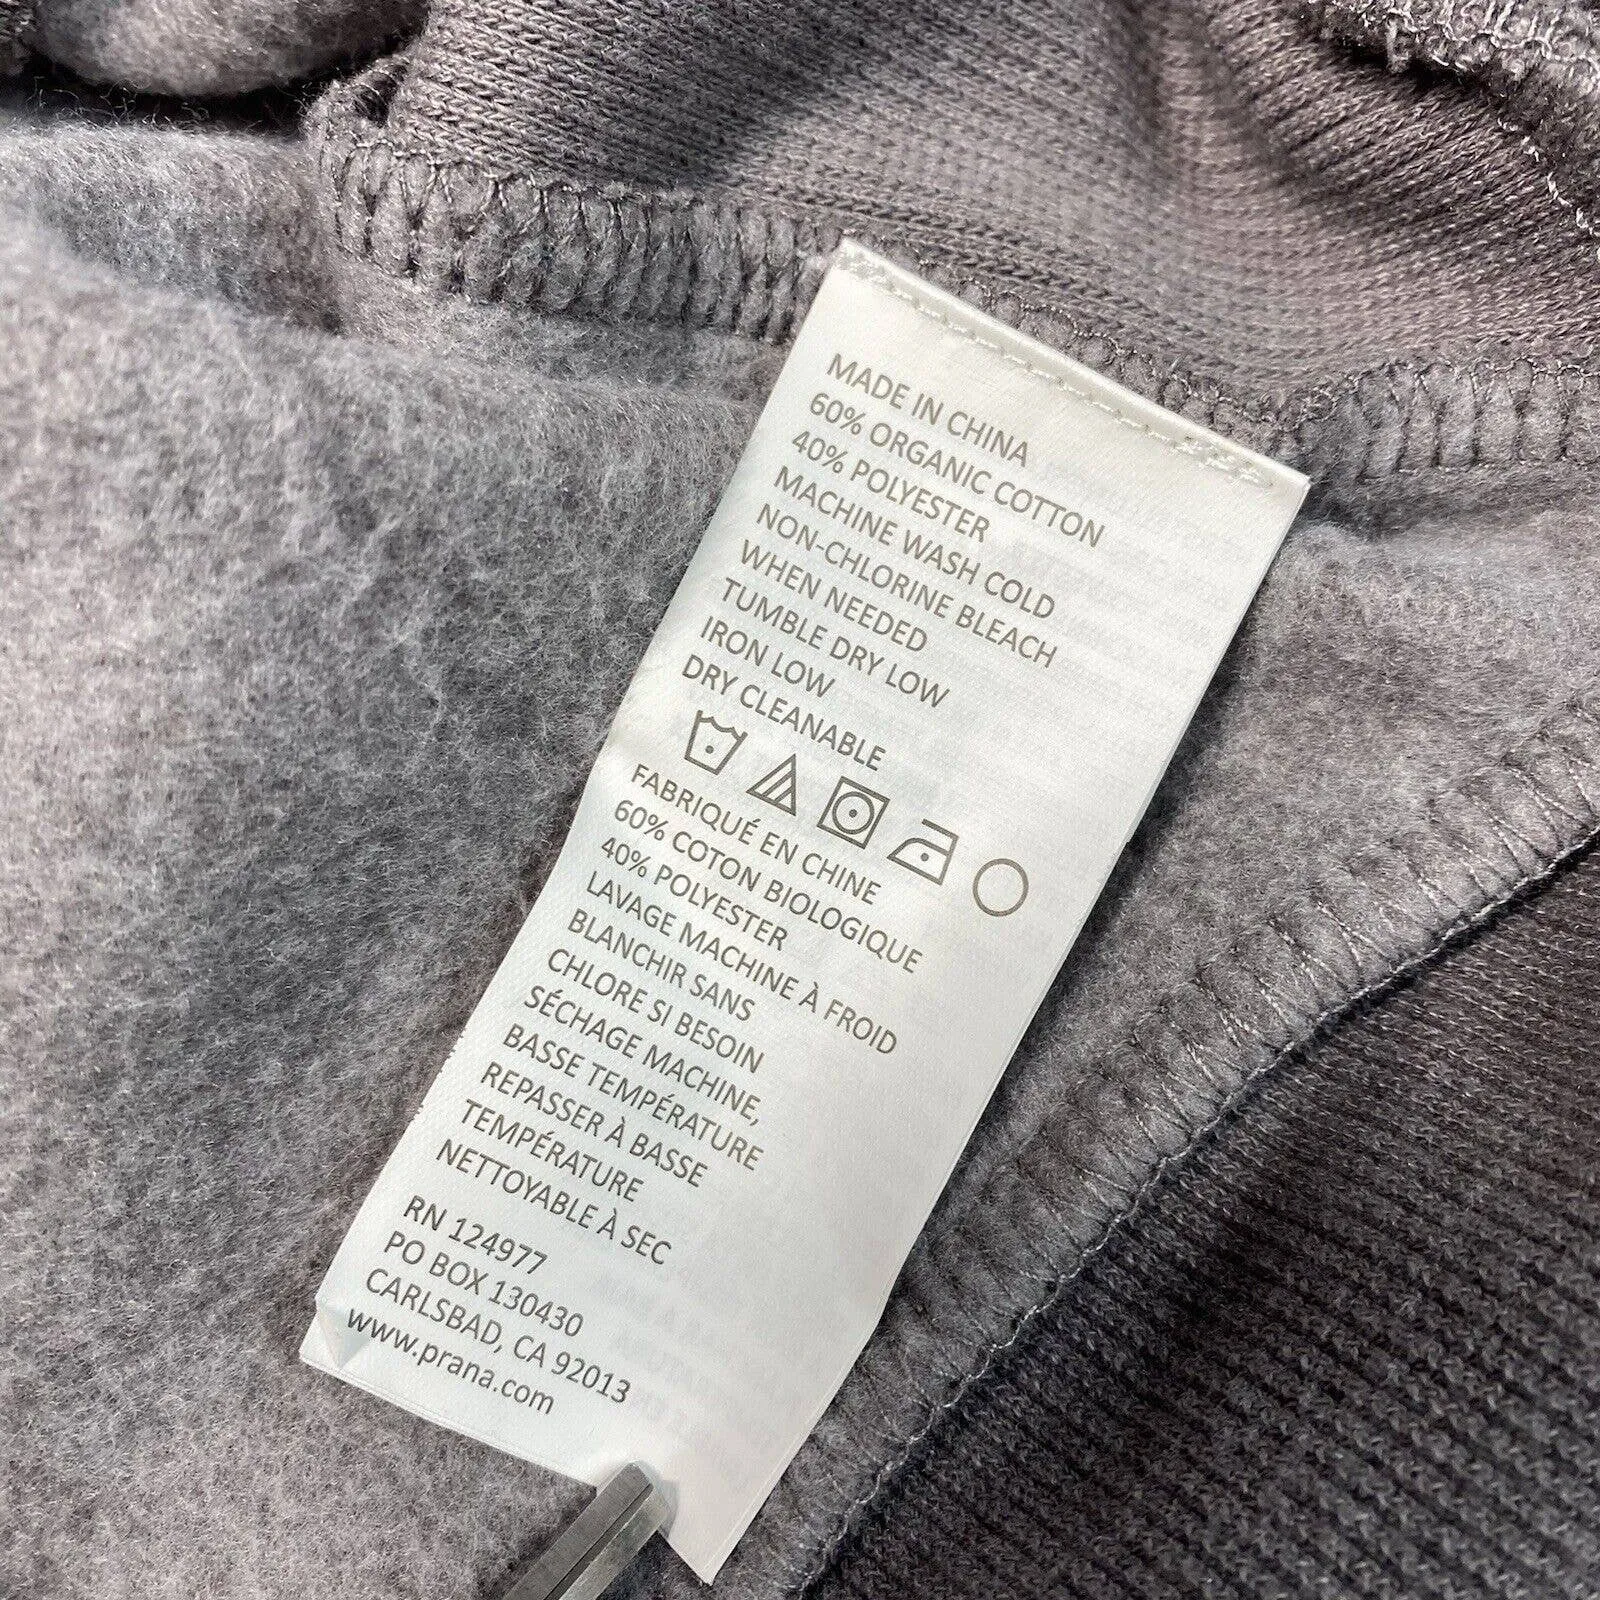 MADE IN CHINA
60% ORGANIC COTTON
40% POLYESTER
MACHINE WASH COLD
NON-CHLORINE BLEACH
WHEN NEEDED
TUMBLE DRY LOW
IRON LOW
DRY CLEANABLE
FABRIQUÉ EN CHINE
60% COTON BIOLOGIQUE
40% POLYESTER
LAVAGE MACHINE À FROID
BLANCHIR SANS
CHLORE SI BESOIN
SÉCHAGE MACHINE,
BASSE TEMPÉRATURE
REPASSER À BASSE
TEMPÉRATURE
NETTOYABLE À SEC
RN 124977
PO BOX 130430
CARLSBAD, CA 92013
www.prana.com